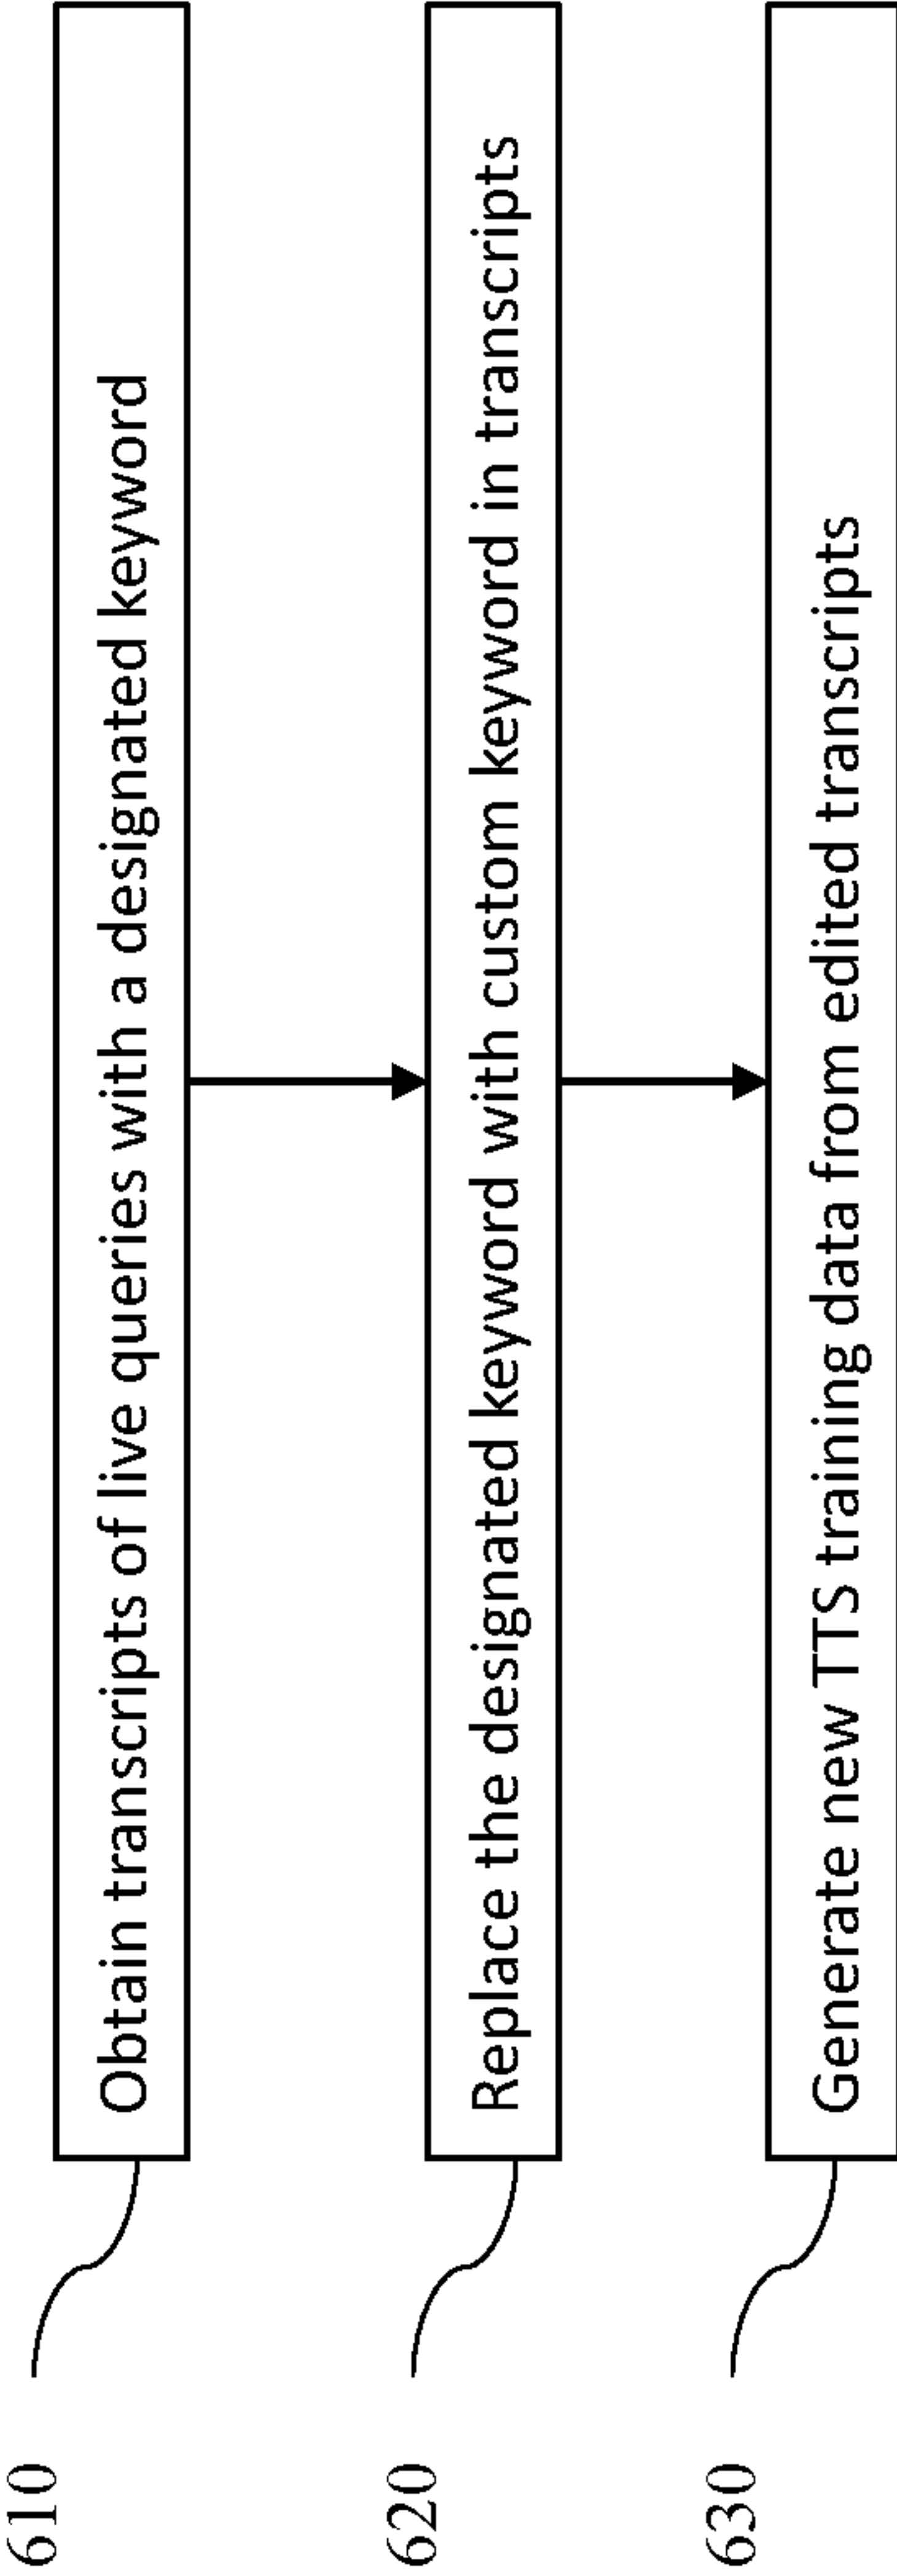 610
Obtain transcripts of live queries with a designated keyword
620
Replace the designated keyword with custom keyword in transcripts
630
Generate new TTS training data from edited transcripts